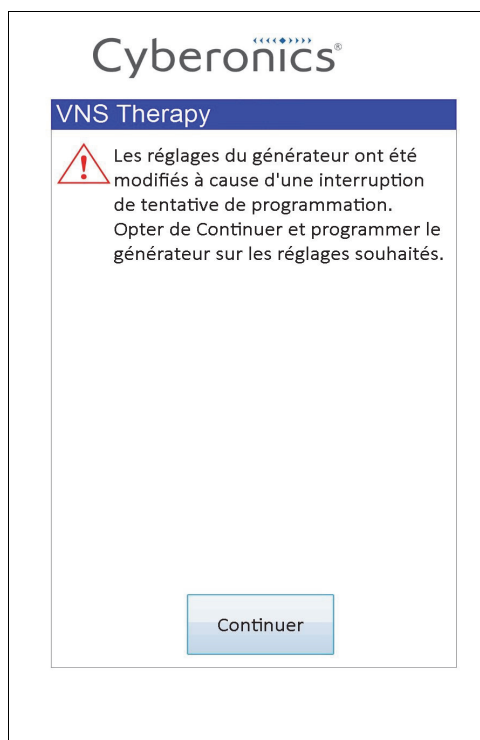 Cyberonics®
VNS Therapy
Les réglages du générateur ont été
modifiés à cause d'une interruption
de tentative de programmation.
Opter de Continuer et programmer le
générateur sur les réglages souhaités.
Continuer